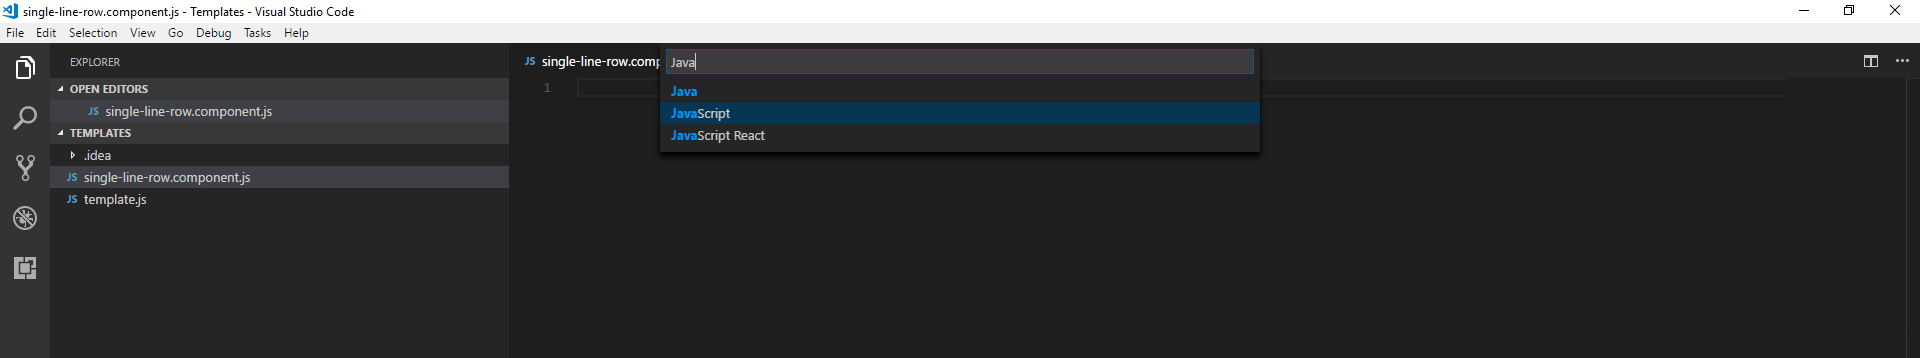 single-line-row.component.js - Templates - Visual Studio Code
File Edit Selection View Go Debug Tasks Help
EXPLORER
OPEN EDITORS
JS single-line-row.component.js
TEMPLATES
.idea
JS single-line-row.component.js
JS template.js
JS single-line-row.comp
1
Java
Java
JavaScript
JavaScript React